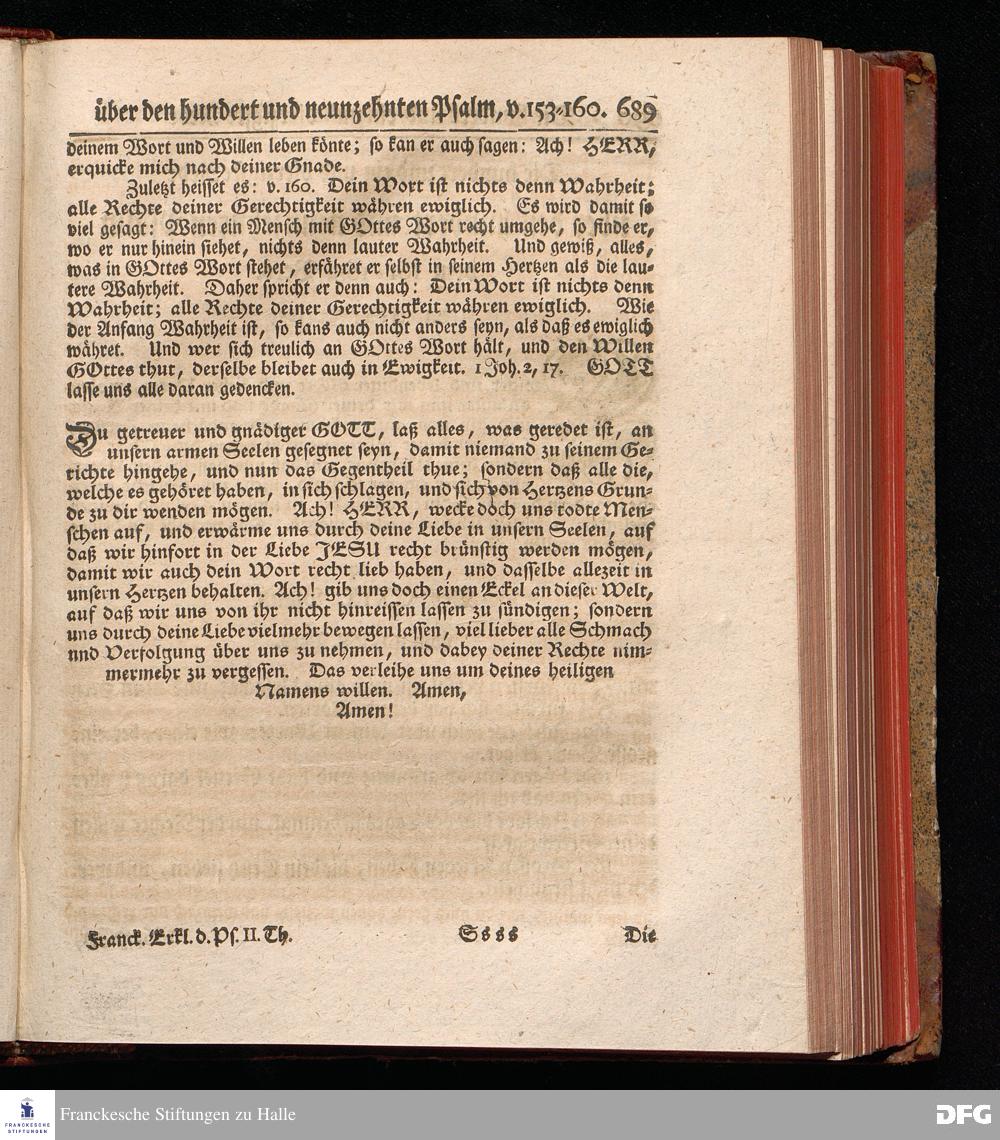 über den hundert und neunzehnten Psalm, v.153-160. 689
deinem Wort und Willen leben könte; so kan er auch sagen: Ach! HERR,
erquicke mich nach deiner Gnade.
Zuletzt heisset es: v. 160. Dein Wort ist nichts denn Wahrheit;
alle Rechte deiner Gerechtigkeit währen ewiglich. Es wird damit so
viel gesagt: Wenn ein Mensch mit GOttes Wort recht umgehe, so finde er,
wo er nur hinein siehet, nichts denn lauter Wahrheit. Und gewiß, alles,
was in GOttes Wort stehet, erfähret er selbst in seinem Hertzen als die lau-
tere Wahrheit. Daher spricht er denn auch: Dein Wort ist nichts denn
Wahrheit; alle Rechte deiner Gerechtigkeit währen ewiglich. Wie
der Anfang Wahrheit ist, so kans auch nicht anders seyn, als daß es ewiglich
währet. Und wer sich treulich an GOttes Wort hält, und den Willen
GOttes thut, derselbe bleibet auch in Ewigkeit. 1 Joh. 2, 17. GOTT
lasse uns alle daran gedencken.
Du getreuer und gnädiger GOTT, laß alles, was geredet ist, an
unsern armen Seelen gesegnet seyn, damit niemand zu seinem Ge-
richte hingehe, und nun das Gegentheil thue; sondern daß alle die,
welche es gehöret haben, in sich schlagen, und sich von Hertzens Grun-
de zu dir wenden mögen. Ach! HERR, wecke doch uns todte Men-
schen auf, und erwärme uns durch deine Liebe in unsern Seelen, auf
daß wir hinfort in der Liebe JESU recht brünstig werden mögen,
damit wir auch dein Wort recht lieb haben, und dasselbe allezeit in
unsern Hertzen behalten. Ach! gib uns doch einen Eckel an dieser Welt,
auf daß wir uns von ihr nicht hinreissen lassen zu sündigen; sondern
uns durch deine Liebe vielmehr bewegen lassen, viel lieber alle Schmach
nnd Verfolgung über uns zu nehmen, und dabey deiner Rechte nim-
mermehr zu vergessen. Das verleihe uns um deines heiligen
Namens willen. Amen,
Amen!
Franck. Erkl. d. Ps. II. Th. Ssss Die
FRANCKESCHE
STIFTUNGEN
Franckesche Stiftungen zu Halle
DFG